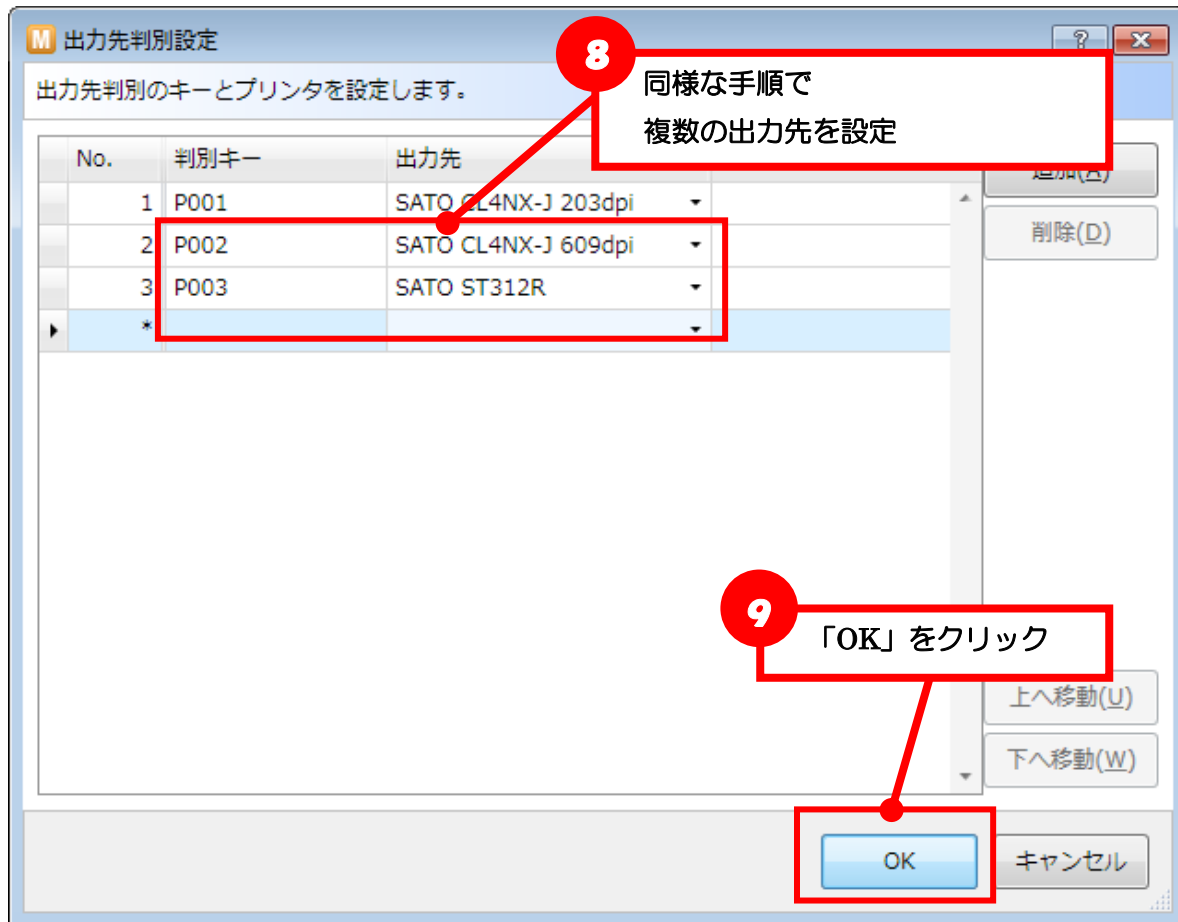 M 出力先判別設定
?
8
同様な手順で
複数の出力先を設定
出力先判別のキーとプリンタを設定します。
No. 判別キー 出力先
追加(A)
1 P001 SATO CL4NX-J 203dpi
削除(D)
2 P002 SATO CL4NX-J 609dpi
3 P003 SATO ST312R
*
9
「OK」をクリック
上へ移動(U)
下へ移動(W)
OK キャンセル